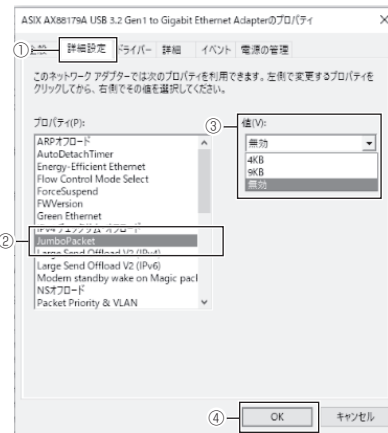 ASIX AX88179A USB 3.2 Gen1 to Gigabit Ethernet Adapterのプロパティ
①
詳細設定 ドライバー 詳細 イベント 電源の管理
このネットワーク アダプターでは次のプロパティを利用できます。左側で変更するプロパティを
クリックしてから、右側でその値を選択してください。
プロパティ(P):
ARPオフロード
AutoDetachTimer
Energy-Efficient Ethernet
Flow Control Mode Select
ForceSuspend
FWVersion
Green Ethernet
②
JumboPacket
Large Send Offload V2 (IPv4)
Large Send Offload V2 (IPv6)
Modern standby wake on Magic pacl
NSオフロード
Packet Priority & VLAN
③
値(V):
無効
4KB
9KB
無効
④
OK キャンセル